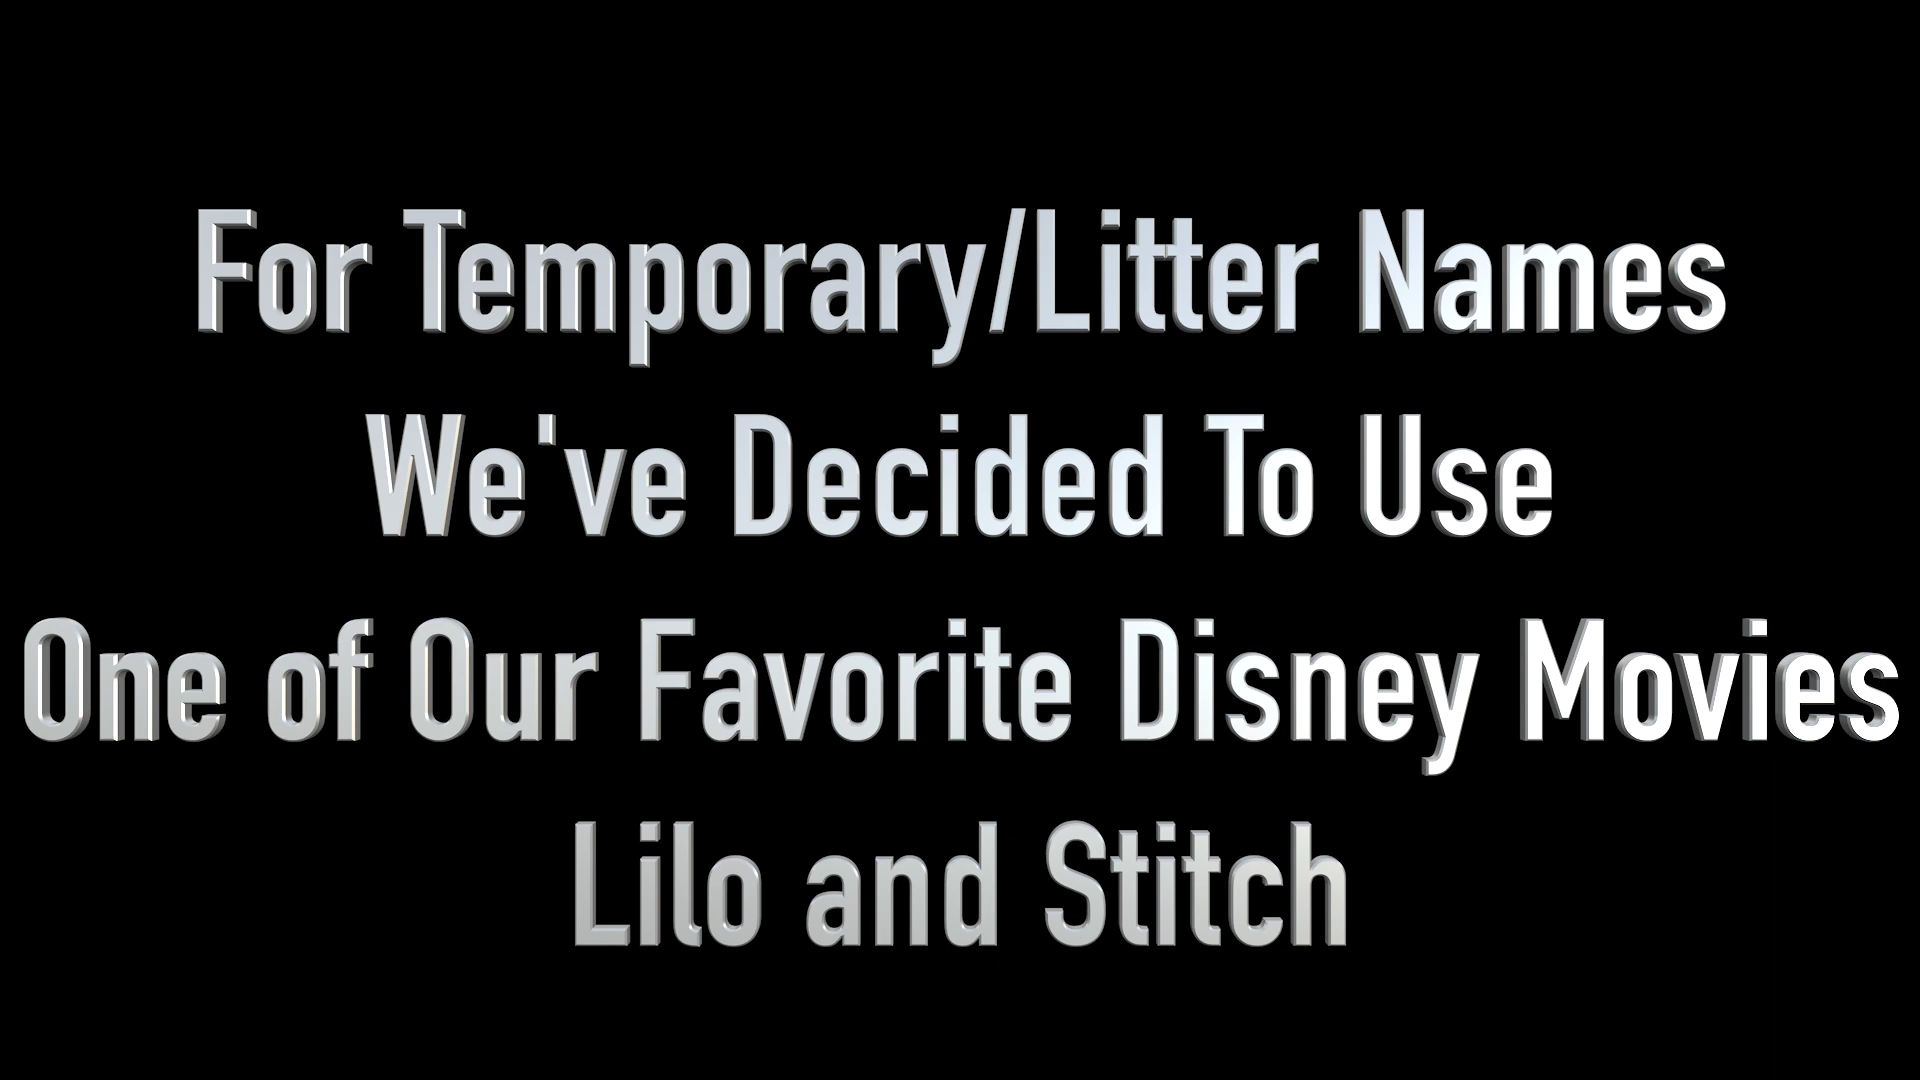 For Temporary/Litter Names
We've Decided To Use
One of Our Favorite Disney Movies
Lilo and Stitch